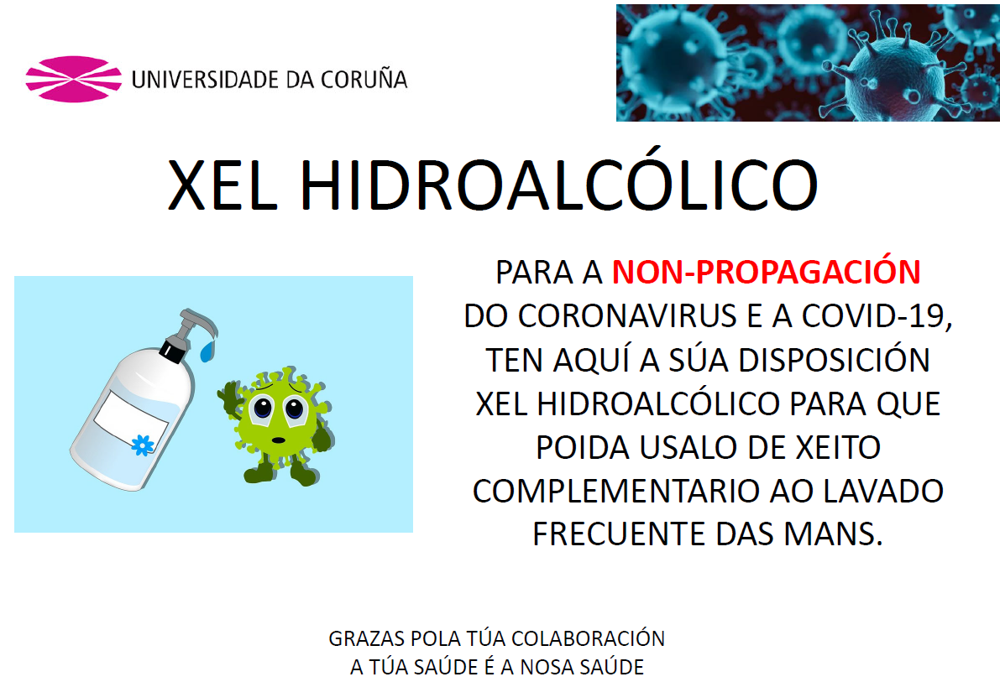 UNIVERSIDADE DA CORUÑA
XEL HIDROALCÓLICO
PARA A NON-PROPAGACIÓN
DO CORONAVIRUS E A COVID-19,
TEN AQUÍ A SÚA DISPOSICIÓN
XEL HIDROALCÓLICO PARA QUE
POIDA USALO DE XEITO
COMPLEMENTARIO AO LAVADO
FRECUENTE DAS MANS.
GRAZAS POLA TÚA COLABORACIÓN
A TÚA SAÚDE É A NOSA SAÚDE